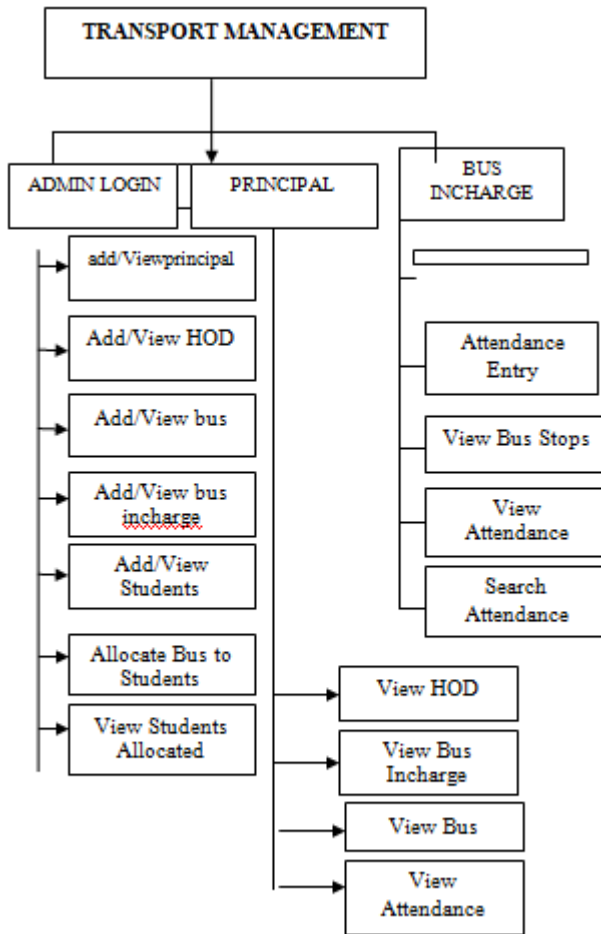 TRANSPORT MANAGEMENT
ADMIN LOGIN
PRINCIPAL
BUS
INCHARGE
add/Viewprincipal
Add/View HOD
Add/View bus
Add/View bus
incharge
Add/View
Students
Allocate Bus to
Students
View Students
Allocated
View HOD
View Bus
Incharge
View Bus
View
Attendance
Attendance
Entry
View Bus Stops
View
Attendance
Search
Attendance